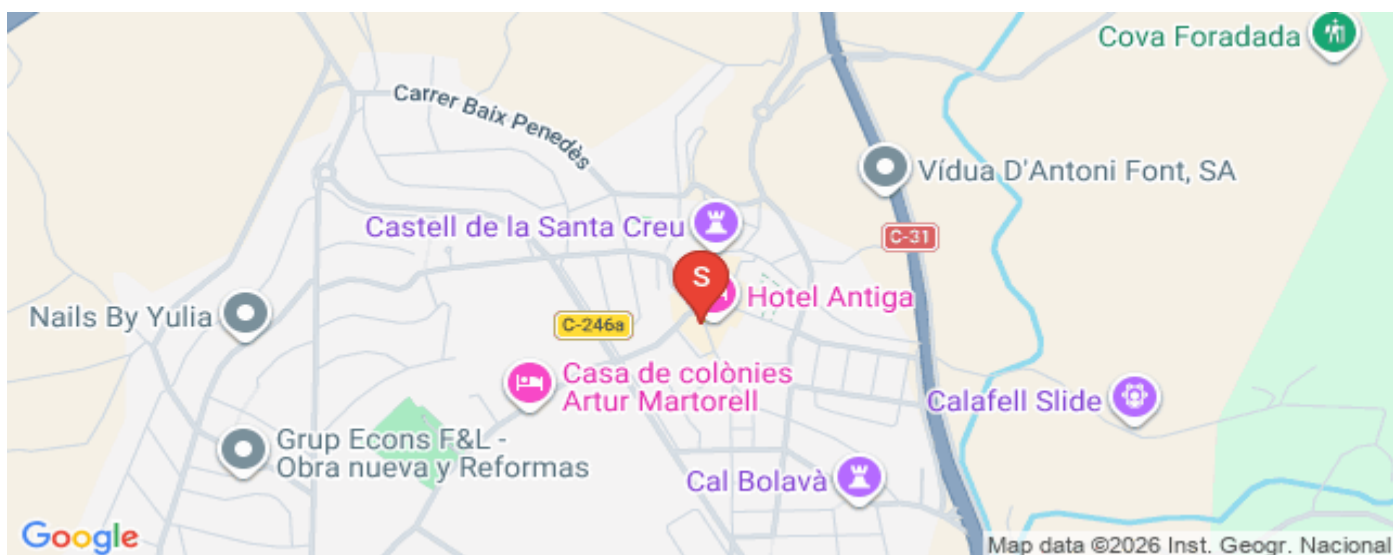 Cova Foradada
Carrer Baix Penedès
Vídua D'Antoni Font, SA
Castell de la Santa Creu
C-31
S
Hotel Antiga
Nails By Yulia
C-246a
Casa de colònies
Artur Martorell
Calafell Slide
Grup Econs F&L -
Obra nueva y Reformas
Cal Bolavà
Google
Map data ©2026 Inst. Geogr. Nacional